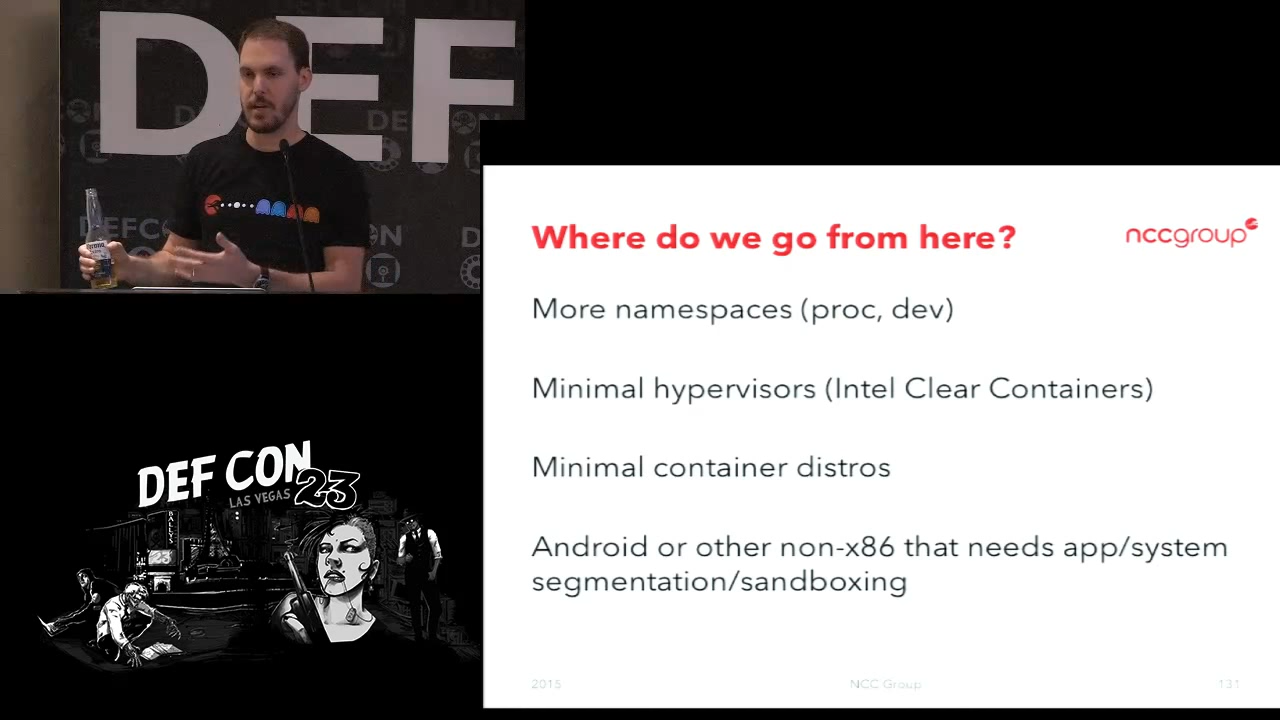 DEF
DEFCON
Where do we go from here?
nccgroup
More namespaces (proc, dev)
Minimal hypervisors (Intel Clear Containers)
Minimal container distros
Android or other non-x86 that needs app/system
segmentation/sandboxing
2015
NCC Group
131
DEF CON
LAS VEGAS 23
BALLYS